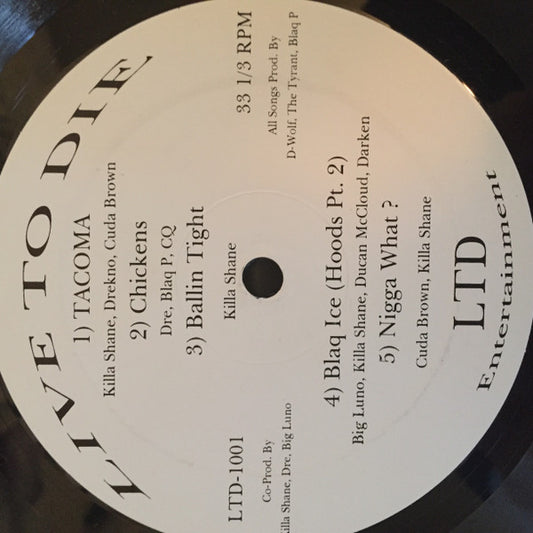 LIVE TO DIE
1) TACOMA
Killa Shane, Drekno, Cuda Brown
2) Chickens
Dre, Blaq P, CQ
3) Ballin Tight
Killa Shane
LTD-1001
Co-Prod. By
Killa Shane, Dre, Big Luno
33 1/3 RPM
All Songs Prod. By
D-Wolf, The Tyrant, Blaq P
4) Blaq Ice (Hoods Pt. 2)
Big Luno, Killa Shane, Ducan McCloud, Darken
5) Nigga What ?
Cuda Brown, Killa Shane
LTD
Entertainment